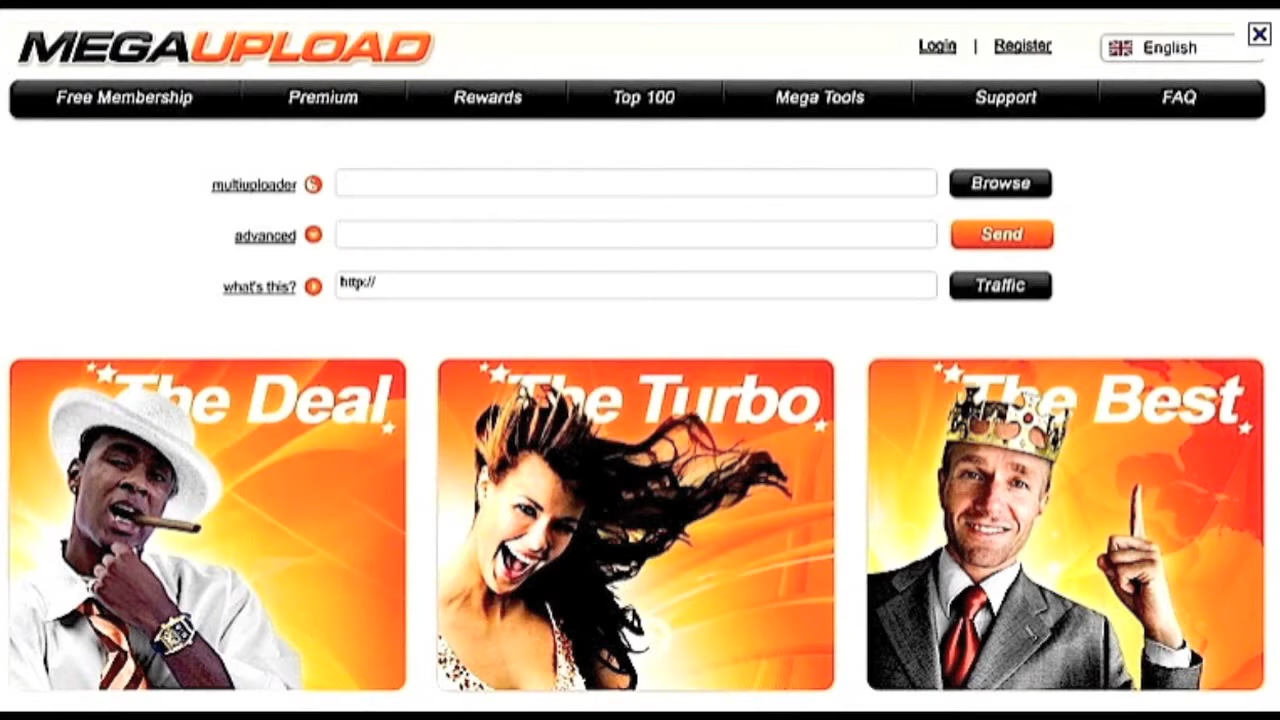 MEGAUPLOAD
Login | Register
English
Free Membership Premium Rewards Top 100 Mega Tools Support FAQ
multiuploader Browse
advanced Send
what's this? http:// Traffic
The Deal The Turbo The Best